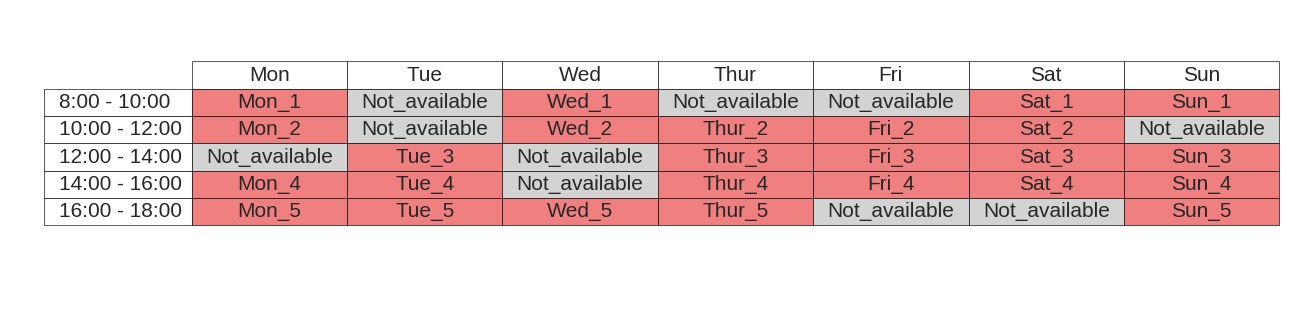 Mon Tue Wed Thur Fri Sat Sun
8:00 - 10:00 Mon_1 Not_available Wed_1 Not_available Not_available Sat_1 Sun_1
10:00 - 12:00 Mon_2 Not_available Wed_2 Thur_2 Fri_2 Sat_2 Not_available
12:00 - 14:00 Not_available Tue_3 Not_available Thur_3 Fri_3 Sat_3 Sun_3
14:00 - 16:00 Mon_4 Tue_4 Not_available Thur_4 Fri_4 Sat_4 Sun_4
16:00 - 18:00 Mon_5 Tue_5 Wed_5 Thur_5 Not_available Not_available Sun_5